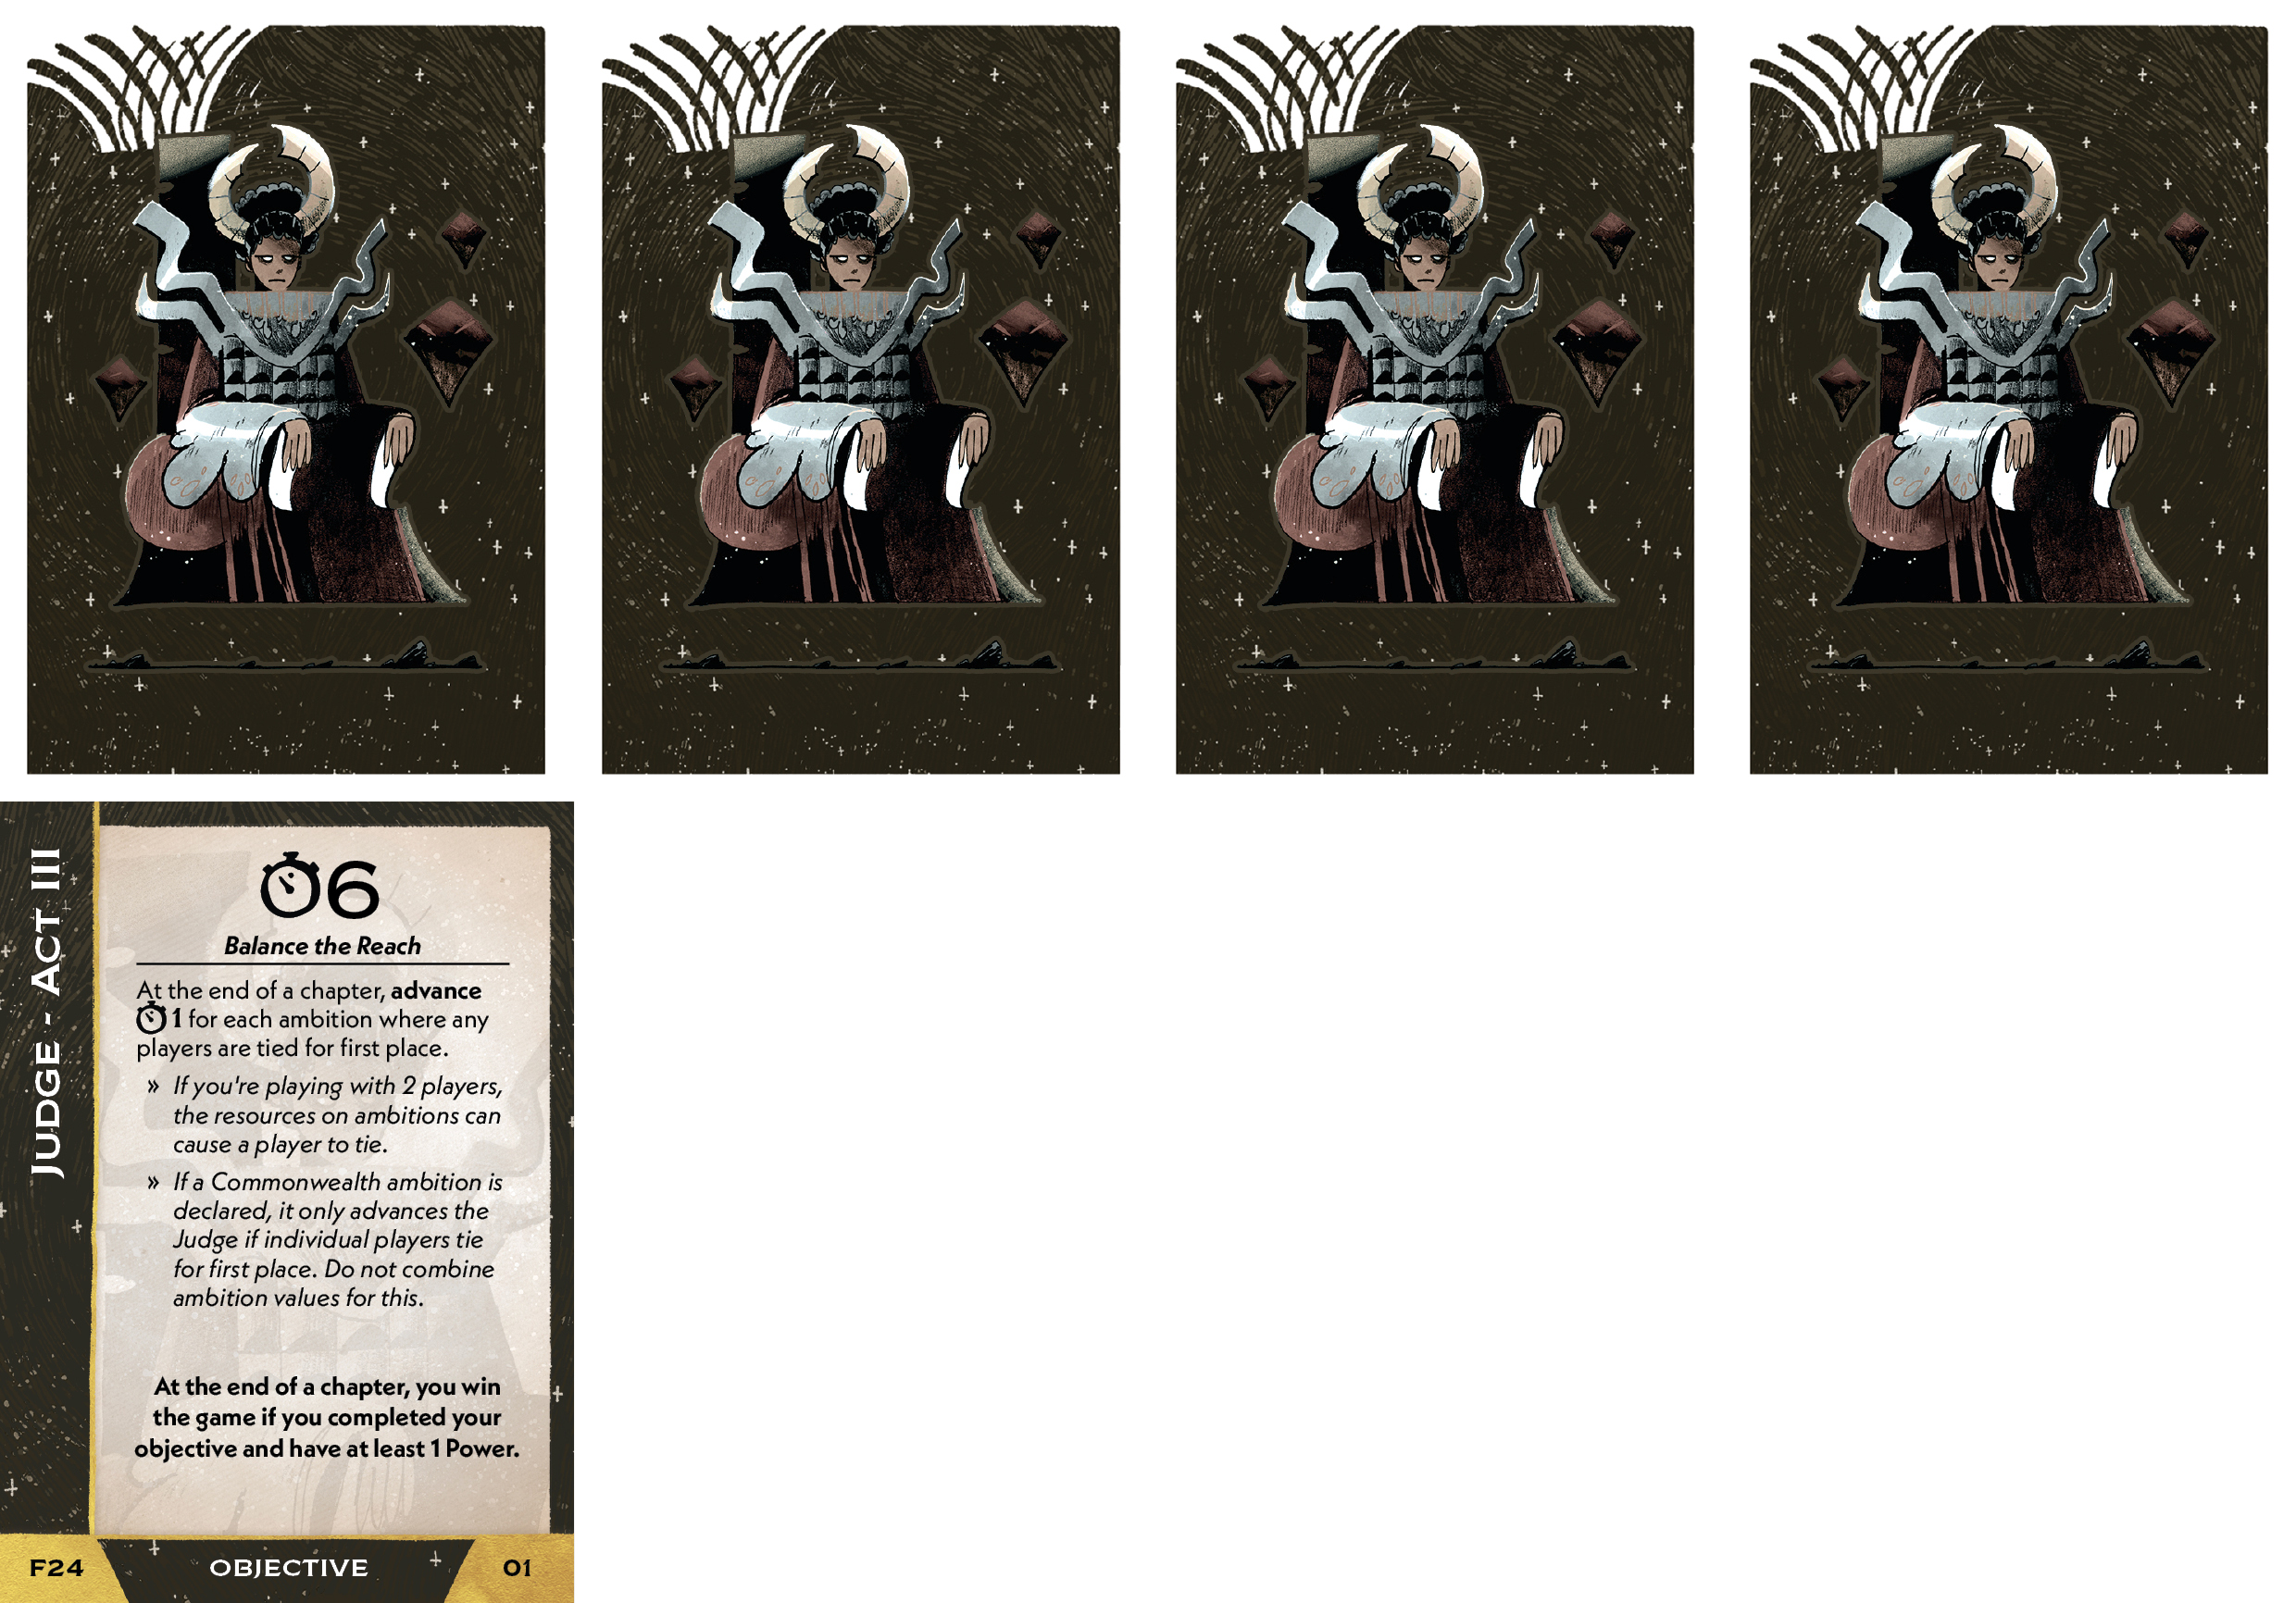 JUDGE - ACT III
6
Balance the Reach
At the end of a chapter, advance
1 for each ambition where any
players are tied for first place.
» If you're playing with 2 players,
the resources on ambitions can
cause a player to tie.
» If a Commonwealth ambition is
declared, it only advances the
Judge if individual players tie
for first place. Do not combine
ambition values for this.
At the end of a chapter, you win
the game if you completed your
objective and have at least 1 Power.
F24 OBJECTIVE 01